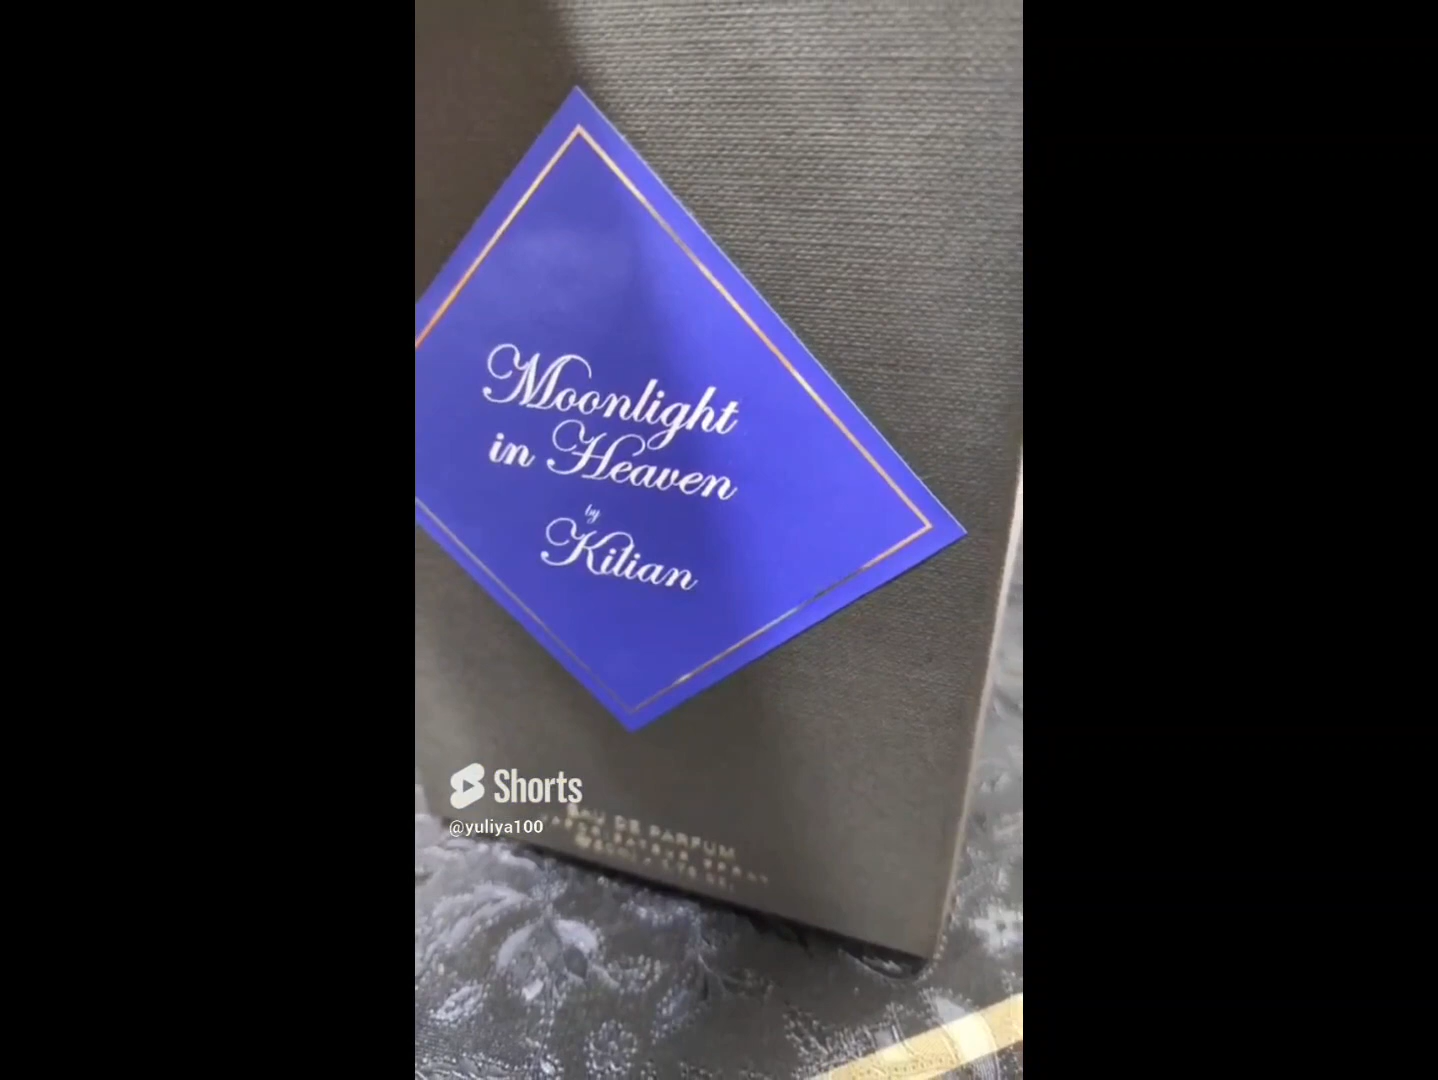 Moonlight
in Heaven
by
Kilian
Shorts
@yuliya100
EAU DE PARFUM